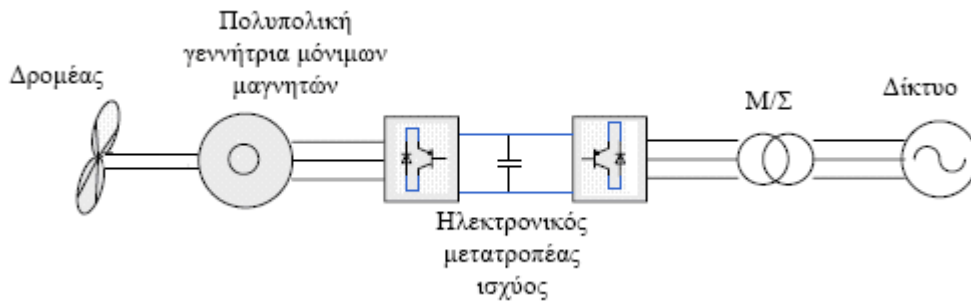 Δρομέας
Πολυπολική
γεννήτρια μόνιμων
μαγνητών
Ηλεκτρονικός
μετατροπέας
ισχύος
Μ/Σ
Δίκτυο